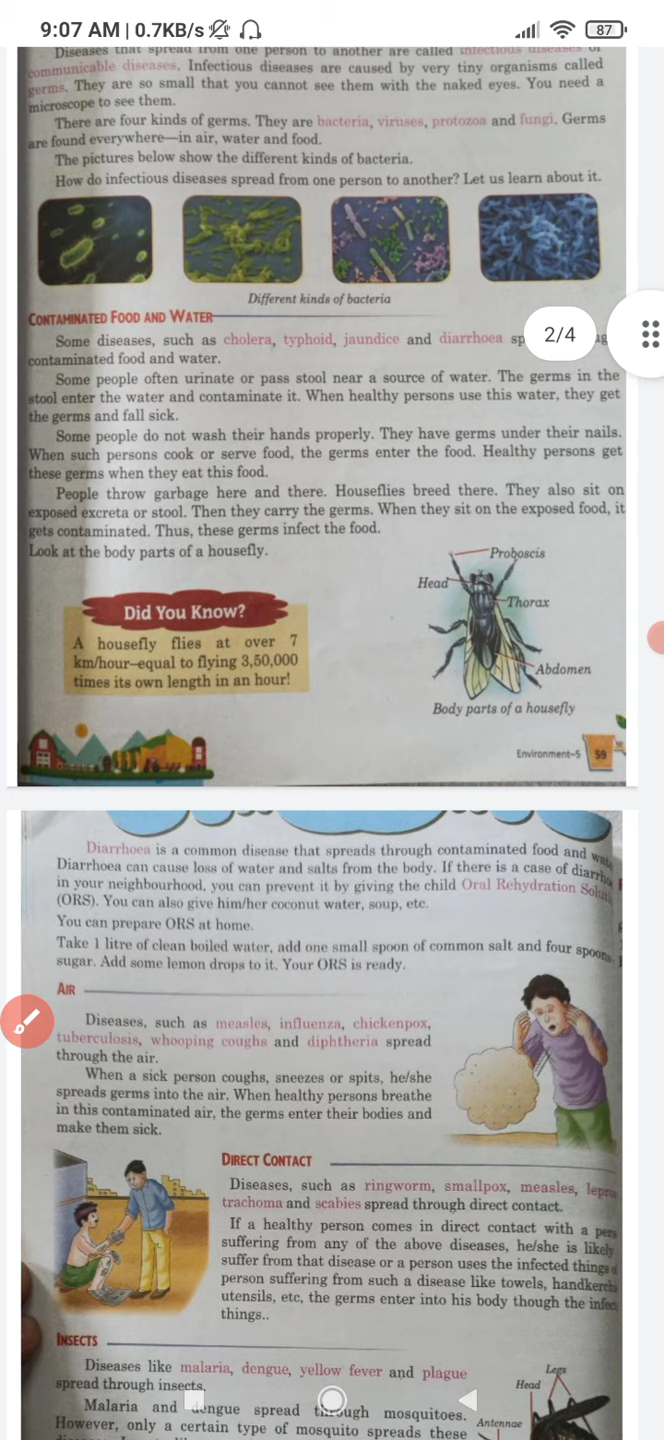 9:07 AM | 0.7KB/s
87
Diseases that spread from one person to another are called infectious diseases or
communicable diseases. Infectious diseases are caused by very tiny organisms called
germs. They are so small that you cannot see them with the naked eyes. You need a
microscope to see them.
There are four kinds of germs. They are bacteria, viruses, protozoa and fungi. Germs
are found everywhere—in air, water and food.
The pictures below show the different kinds of bacteria.
How do infectious diseases spread from one person to another? Let us learn about it.
Different kinds of bacteria
CONTAMINATED FOOD AND WATER
2/4
Some diseases, such as cholera, typhoid, jaundice and diarrhoea
contaminated food and water.
Some people often urinate or pass stool near a source of water. The germs in the
stool enter the water and contaminate it. When healthy persons use this water, they get
the germs and fall sick.
Some people do not wash their hands properly. They have germs under their nails.
When such persons cook or serve food, the germs enter the food. Healthy persons get
these germs when they eat this food.
People throw garbage here and there. Houseflies breed there. They also sit on
exposed excreta or stool. Then they carry the germs. When they sit on the exposed food, it
gets contaminated. Thus, these germs infect the food.
Look at the body parts of a housefly.
Proboscis
Head
Thorax
Abdomen
Body parts of a housefly
Did You Know?
A housefly flies at over 7
km/hour–equal to flying 3,50,000
times its own length in an hour!
Environment–5 59
Diarrhoea is a common disease that spreads through contaminated food and
Diarrhoea can cause loss of water and salts from the body. If there is a case of
in your neighbourhood, you can prevent it by giving the child Oral Rehydration
(ORS). You can also give him/her coconut water, soup, etc.
You can prepare ORS at home.
Take 1 litre of clean boiled water, add one small spoon of common salt and four spoons
sugar. Add some lemon drops to it. Your ORS is ready.
AIR
Diseases, such as measles, influenza, chickenpox,
tuberculosis, whooping coughs and diphtheria spread
through the air.
When a sick person coughs, sneezes or spits, he/she
spreads germs into the air. When healthy persons breathe
in this contaminated air, the germs enter their bodies and
make them sick.
DIRECT CONTACT
Diseases, such as ringworm, smallpox, measles,
trachoma and scabies spread through direct contact.
If a healthy person comes in direct contact with a
suffering from any of the above diseases, he/she is likely
suffer from that disease or a person uses the infected things
person suffering from such a disease like towels,
utensils, etc, the germs enter into his body though the
things..
INSECTS
Diseases like malaria, dengue, yellow fever and plague
spread through insects.
Malaria and dengue spread through mosquitoes.
However, only a certain type of mosquito spreads these
Legs
Head
Antennae